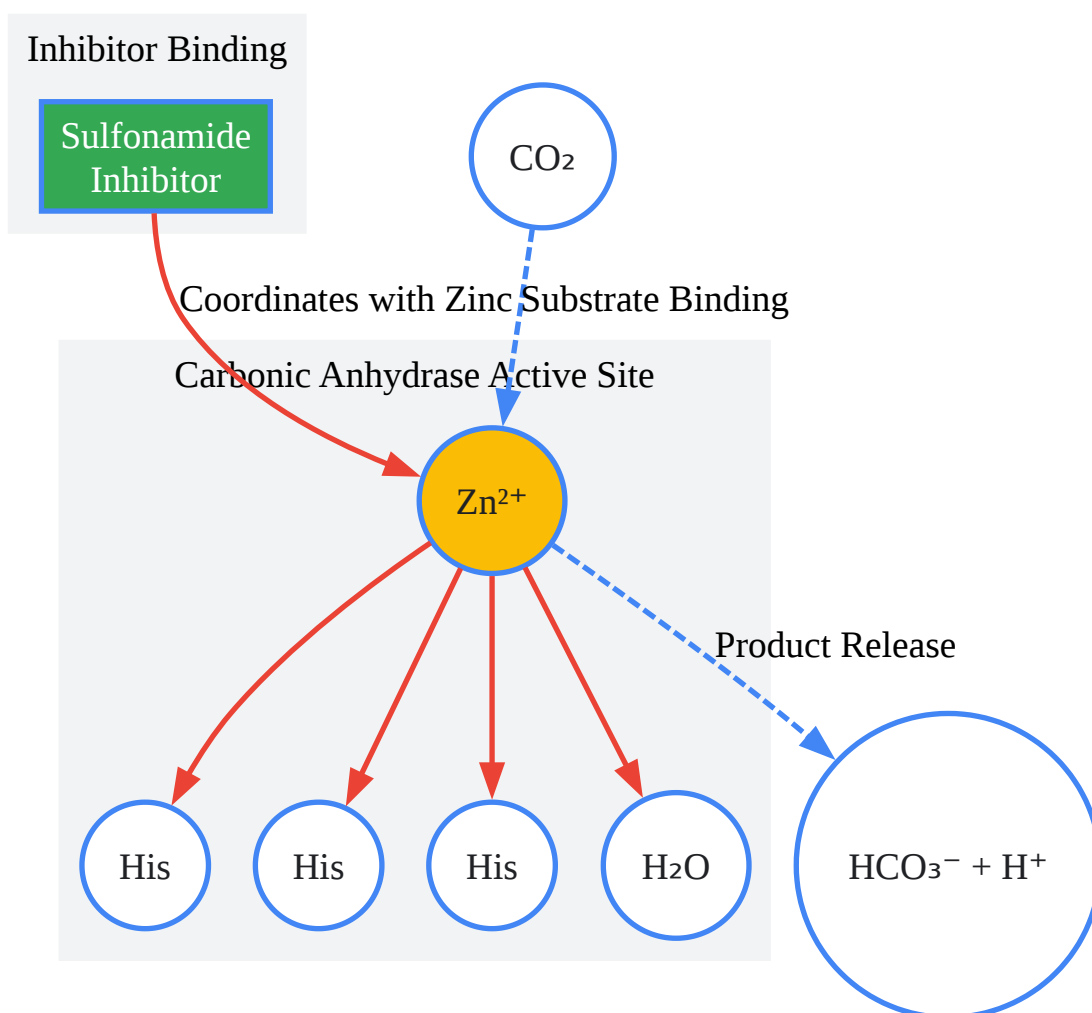 Inhibitor Binding
Sulfonamide
Inhibitor
CO₂
Coordinates with Zinc
Substrate Binding
Carbonic Anhydrase Active Site
Zn²⁺
Product Release
His
His
His
H₂O
HCO₃⁻ + H⁺